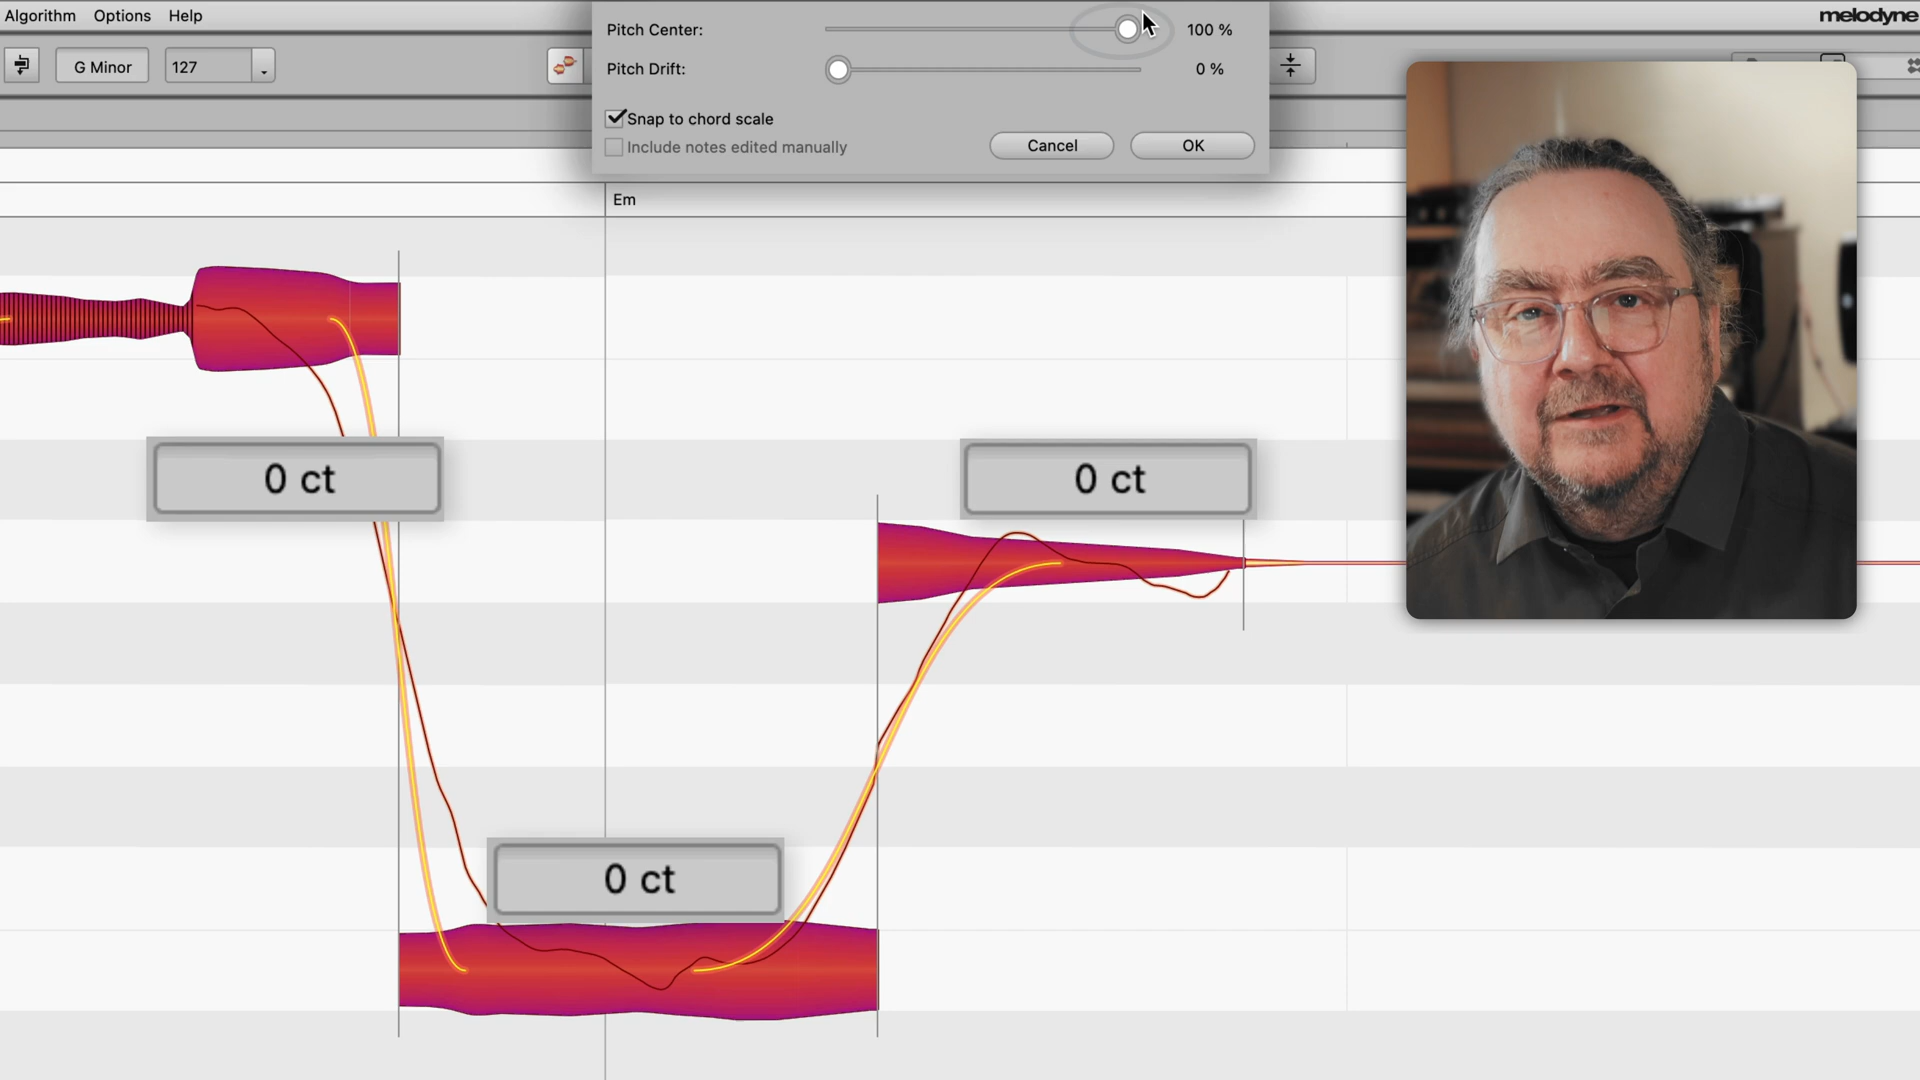 Algorithm Options Help
melodyne
Pitch Center: 100 %
G Minor 127
Pitch Drift: 0 %
Snap to chord scale
Include notes edited manually
Cancel OK
Em
0 ct
0 ct
0 ct